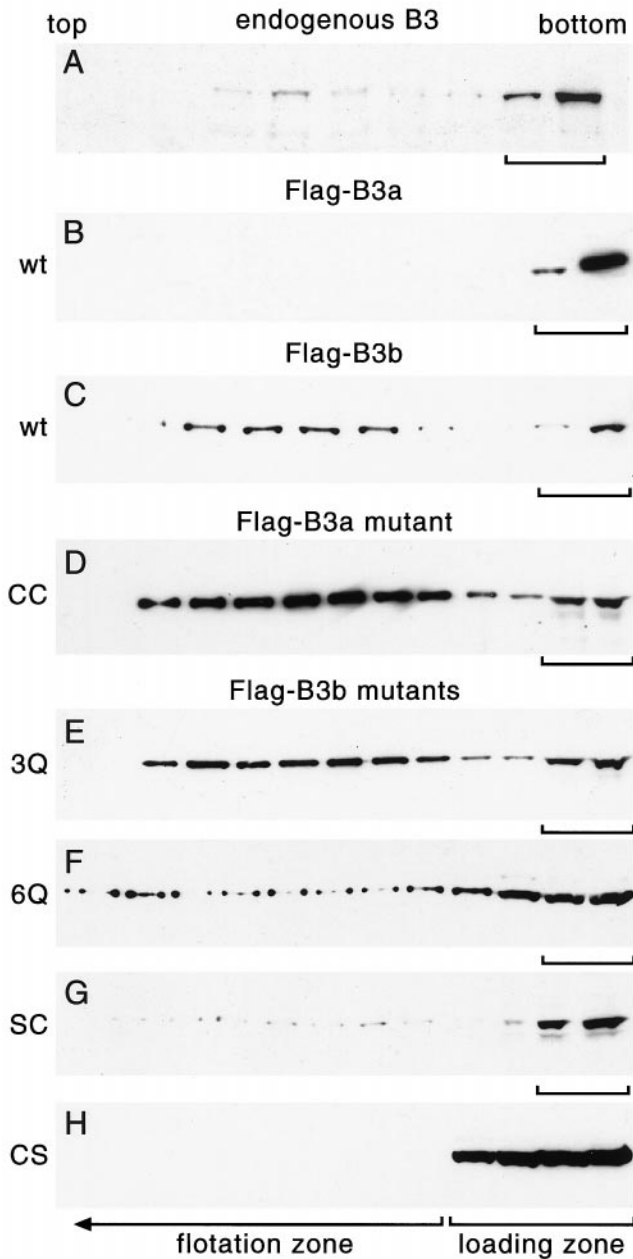 top endogenous B3 bottom
A
Flag-B3a
B
wt
Flag-B3b
C
wt
Flag-B3a mutant
D
CC
Flag-B3b mutants
E
3Q
F
6Q
G
SC
H
CS
flotation zone loading zone